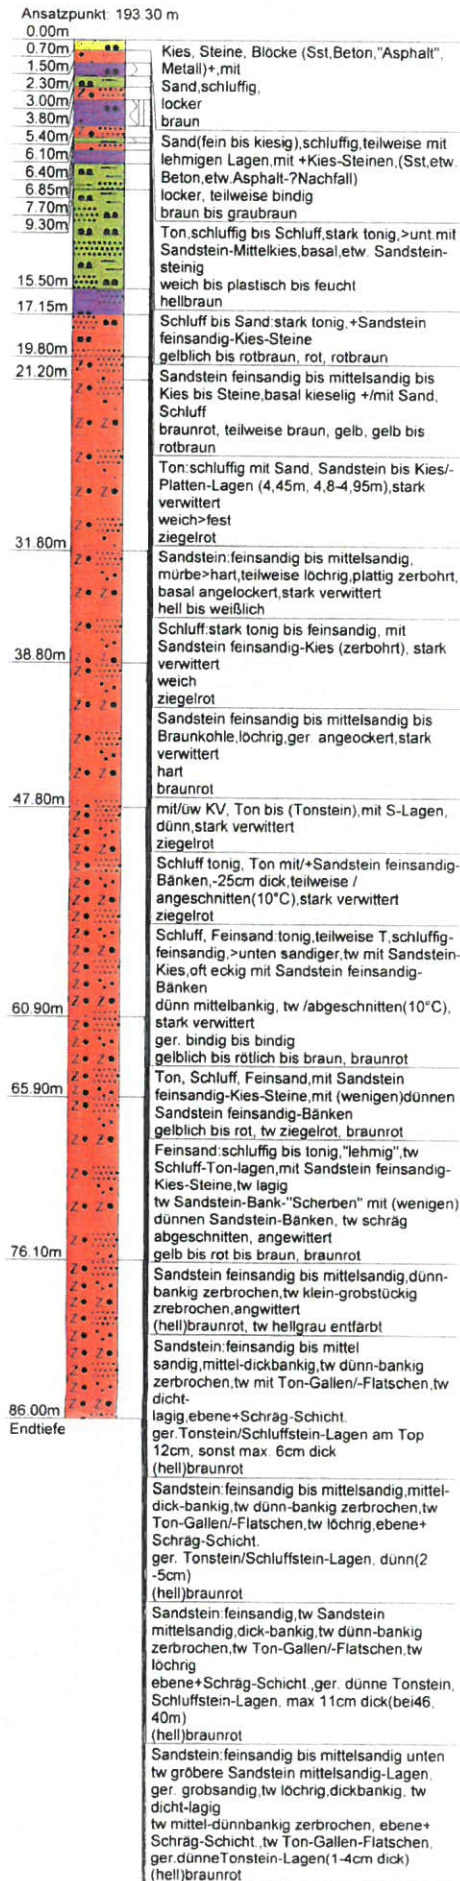 Ansatzpunkt: 193.30 m
0.00m
0.70m
1.50m
2.30m
3.00m
3.80m
5.40m
6.10m
6.40m
6.85m
7.70m
9.30m
15.50m
17.15m
19.80m
21.20m
31.80m
38.80m
47.80m
60.90m
65.90m
76.10m
86.00m
Endtiefe
Kies, Steine, Blöcke (Sst,Beton,"Asphalt",
Metall)+,mit
Sand,schluffig,
locker
braun
Sand(fein bis kiesig),schluffig,teilweise mit
lehmigen Lagen,mit +Kies-Steinen,(Sst,etw.
Beton,etw.Asphalt-?Nachfall)
locker, teilweise bindig
braun bis graubraun
Ton,schluffig bis Schluff,stark tonig,>unt.mit
Sandstein-Mittelkies,basal,etw. Sandstein-
steinig
weich bis plastisch bis feucht
hellbraun
Schluff bis Sand:stark tonig,+Sandstein
feinsandig-Kies-Steine
gelblich bis rotbraun, rot, rotbraun
Sandstein feinsandig bis mittelsandig bis
Kies bis Steine,basal kieselig +/mit Sand,
Schluff
braunrot, teilweise braun, gelb, gelb bis
rotbraun
Ton:schluffig mit Sand, Sandstein bis Kies/-
Platten-Lagen (4,45m, 4,8-4,95m),stark
verwittert
weich>fest
ziegelrot
Sandstein:feinsandig bis mittelsandig,
mürbe>hart,teilweise löchrig,plattig zerbohrt,
basal angelockert,stark verwittert
hell bis weißlich
Schluff:stark tonig bis feinsandig, mit
Sandstein feinsandig-Kies (zerbohrt), stark
verwittert
weich
ziegelrot
Sandstein feinsandig bis mittelsandig bis
Braunkohle,löchrig,ger. angeockert,stark
verwittert
hart
braunrot
mit/üw KV, Ton bis (Tonstein),mit S-Lagen,
dünn,stark verwittert
ziegelrot
Schluff tonig, Ton mit/+Sandstein feinsandig-
Bänken,-25cm dick,teilweise /
angeschnitten(10°C),stark verwittert
ziegelrot
Schluff, Feinsand:tonig,teilweise T,schluffig-
feinsandig,>unten sandiger,tw mit Sandstein-
Kies,oft eckig mit Sandstein feinsandig-
Bänken
dünn mittelbankig, tw /abgeschnitten(10°C),
stark verwittert
ger. bindig bis bindig
gelblich bis rötlich bis braun, braunrot
Ton, Schluff, Feinsand,mit Sandstein
feinsandig-Kies-Steine,mit (wenigen)dünnen
Sandstein feinsandig-Bänken
gelblich bis rot, tw ziegelrot, braunrot
Feinsand:schluffig bis tonig,"lehmig",tw
Schluff-Ton-lagen,mit Sandstein feinsandig-
Kies-Steine,tw lagig
tw Sandstein-Bank-"Scherben" mit (wenigen)
dünnen Sandstein-Bänken, tw schräg
abgeschnitten, angewittert
gelb bis rot bis braun, braunrot
Sandstein feinsandig bis mittelsandig,dünn-
bankig zerbrochen,tw klein-grobstückig
zrebrochen,angwittert
(hell)braunrot, tw hellgrau entfärbt
Sandstein:feinsandig bis mittel
sandig,mittel-dickbankig,tw dünn-bankig
zerbrochen,tw mit Ton-Gallen/-Flatschen,tw
dicht-
lagig,ebene+Schräg-Schicht.
ger.Tonstein/Schluffstein-Lagen am Top
12cm, sonst max. 6cm dick
(hell)braunrot
Sandstein:feinsandig bis mittelsandig,mittel-
dick-bankig,tw dünn-bankig zerbrochen,tw
Ton-Gallen/-Flatschen,tw löchrig,ebene+
Schräg-Schicht.
ger. Tonstein/Schluffstein-Lagen, dünn(2
-5cm)
(hell)braunrot
Sandstein:feinsandig,tw Sandstein
mittelsandig,dick-bankig,tw dünn-bankig
zerbrochen,tw Ton-Gallen/-Flatschen,tw
löchrig
ebene+Schräg-Schicht.,ger. dünne Tonstein,
Schluffstein-Lagen, max 11cm dick(bei46,
40m)
(hell)braunrot
Sandstein:feinsandig bis mittelsandig unten
tw gröbere Sandstein mittelsandig-Lagen,
ger. grobsandig,tw löchrig,dickbankig, tw
dicht-lagig
tw mittel-dünnbankig zerbrochen, ebene+
Schräg-Schicht.,tw Ton-Gallen-Flatschen,
ger.dünneTonstein-Lagen(1-4cm dick)
(hell)braunrot